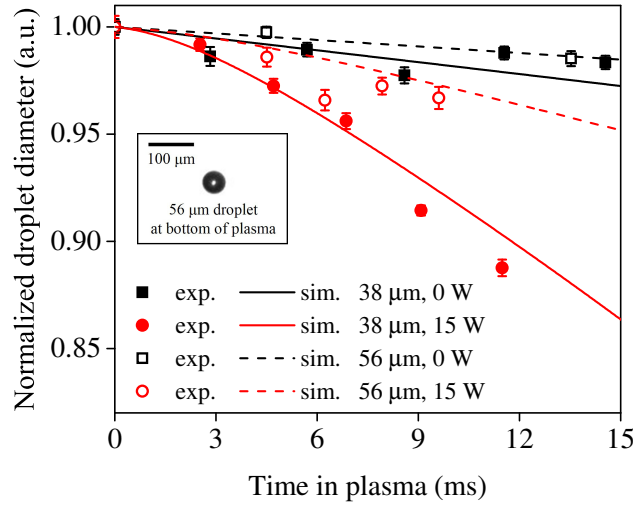 Normalized droplet diameter (a.u.)
1.00
0.95
0.90
0.85
100 μm
56 μm droplet
at bottom of plasma
exp. sim. 38 μm, 0 W
exp. sim. 38 μm, 15 W
exp. sim. 56 μm, 0 W
exp. sim. 56 μm, 15 W
0 3 6 9 12 15
Time in plasma (ms)